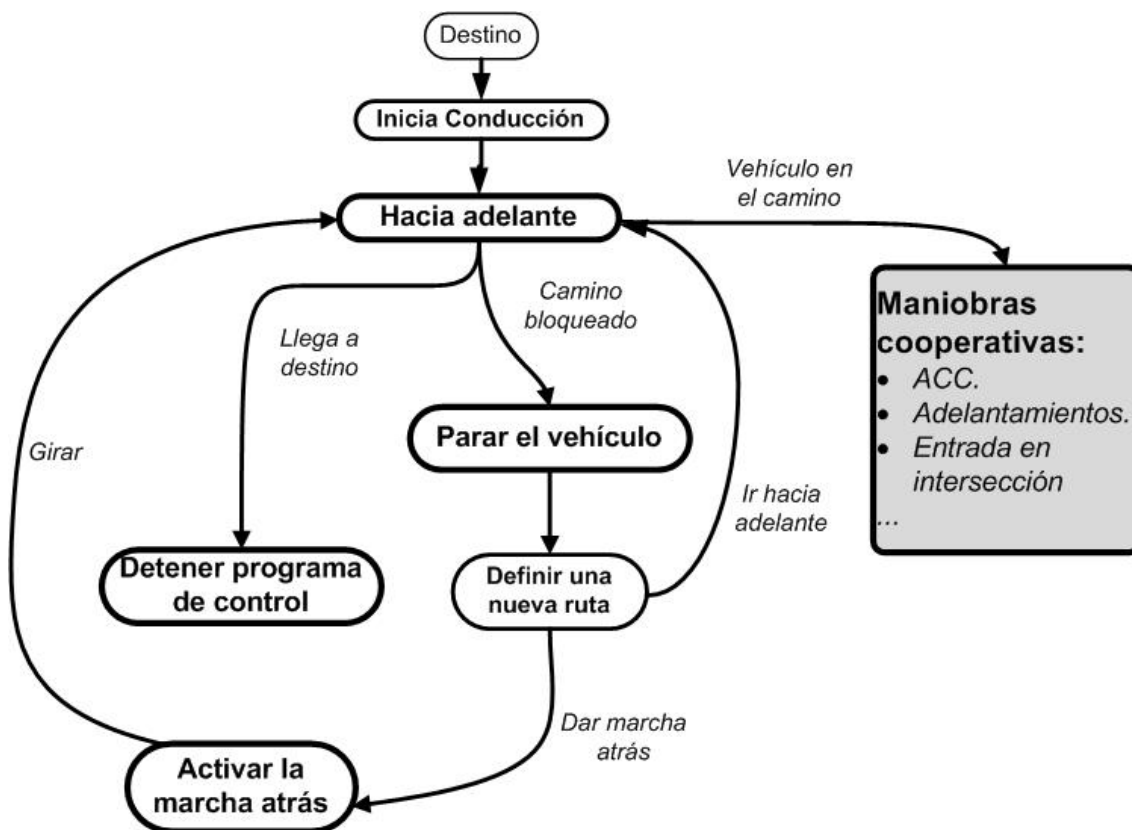 Destino
Inicia Conducción
Hacia adelante
Vehículo en
el camino
Maniobras
cooperativas:
• ACC.
• Adelantamientos.
• Entrada en
intersección
...
Camino
bloqueado
Llega a
destino
Girar
Parar el vehículo
Ir hacia
adelante
Detener programa
de control
Definir una
nueva ruta
Dar marcha
atrás
Activar la
marcha atrás